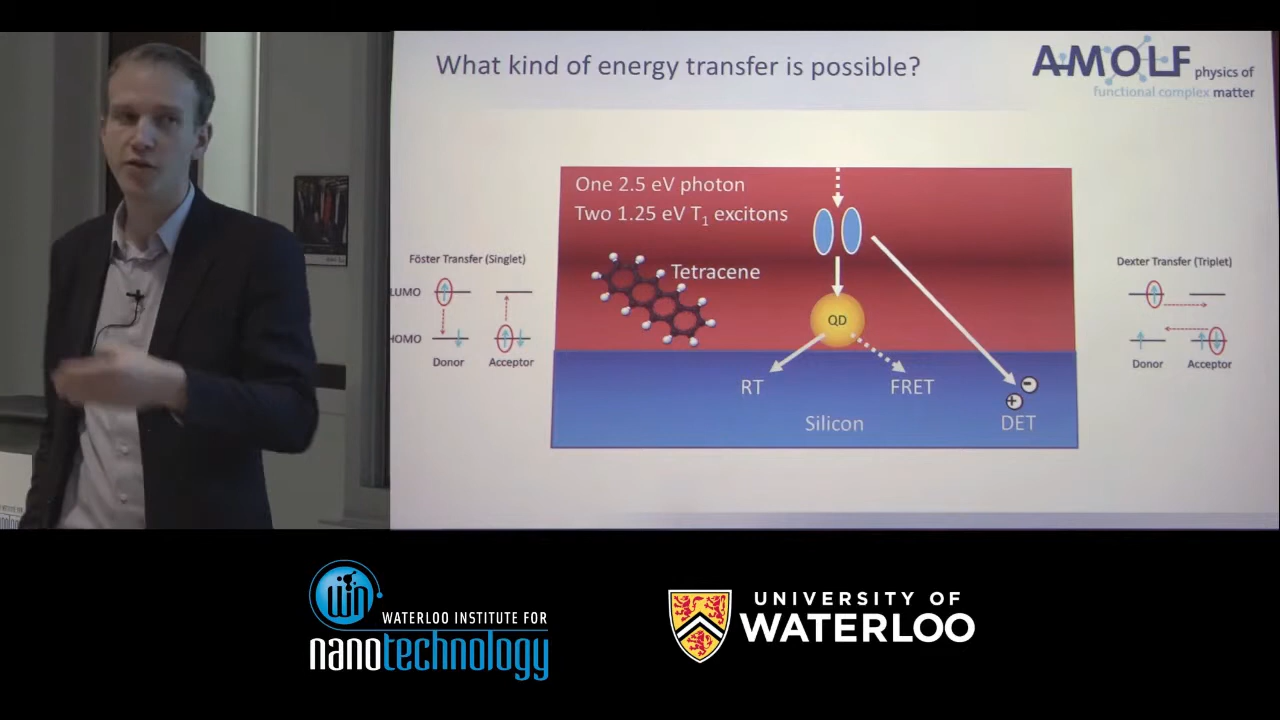 What kind of energy transfer is possible?
AMOLF
physics of
functional complex matter
One 2.5 eV photon
Two 1.25 eV T1 excitons
Tetracene
QD
RT
FRET
Silicon
DET
Föster Transfer (Singlet)
LUMO
HOMO
Donor
Acceptor
Dexter Transfer (Triplet)
Donor
Acceptor
WATERLOO INSTITUTE FOR
nanotechnology
UNIVERSITY OF
WATERLOO